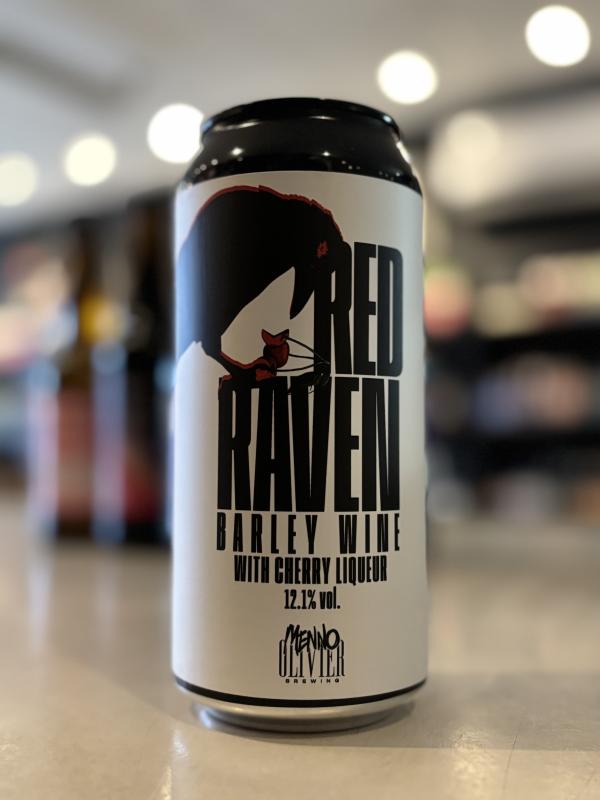 RED
RAVEN
BARLEY WINE
WITH CHERRY LIQUEUR
12.1% vol.
MENNO
OLIVIER
BREWING